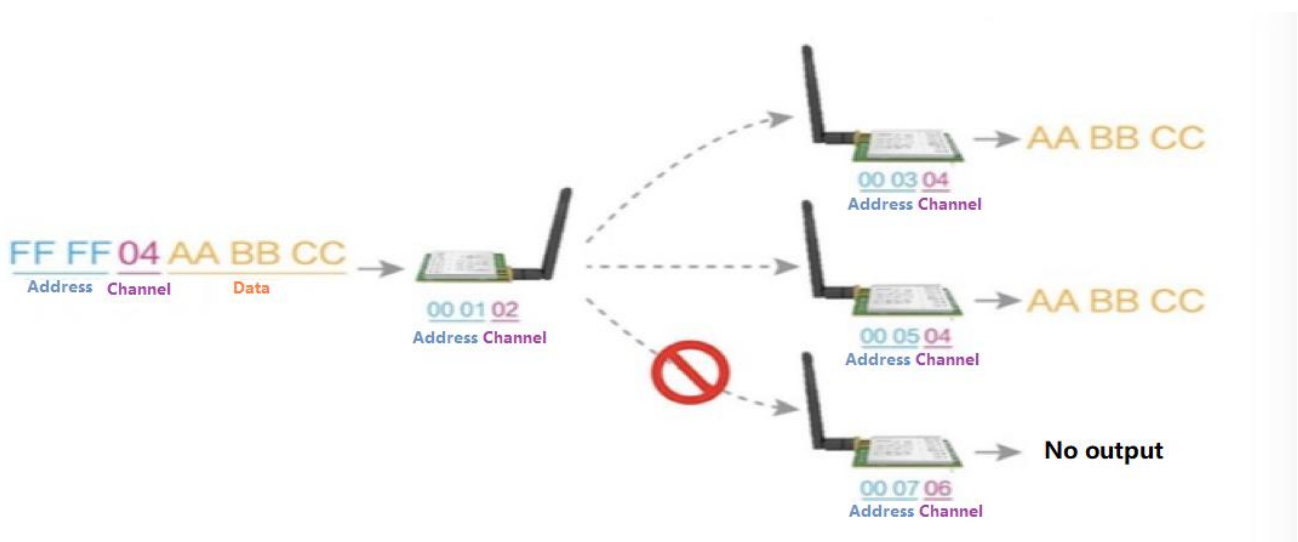 FF FF 04 AA BB CC
Address Channel Data
00 01 02
Address Channel
00 03 04
Address Channel
AA BB CC
00 05 04
Address Channel
AA BB CC
00 07 06
Address Channel
No output